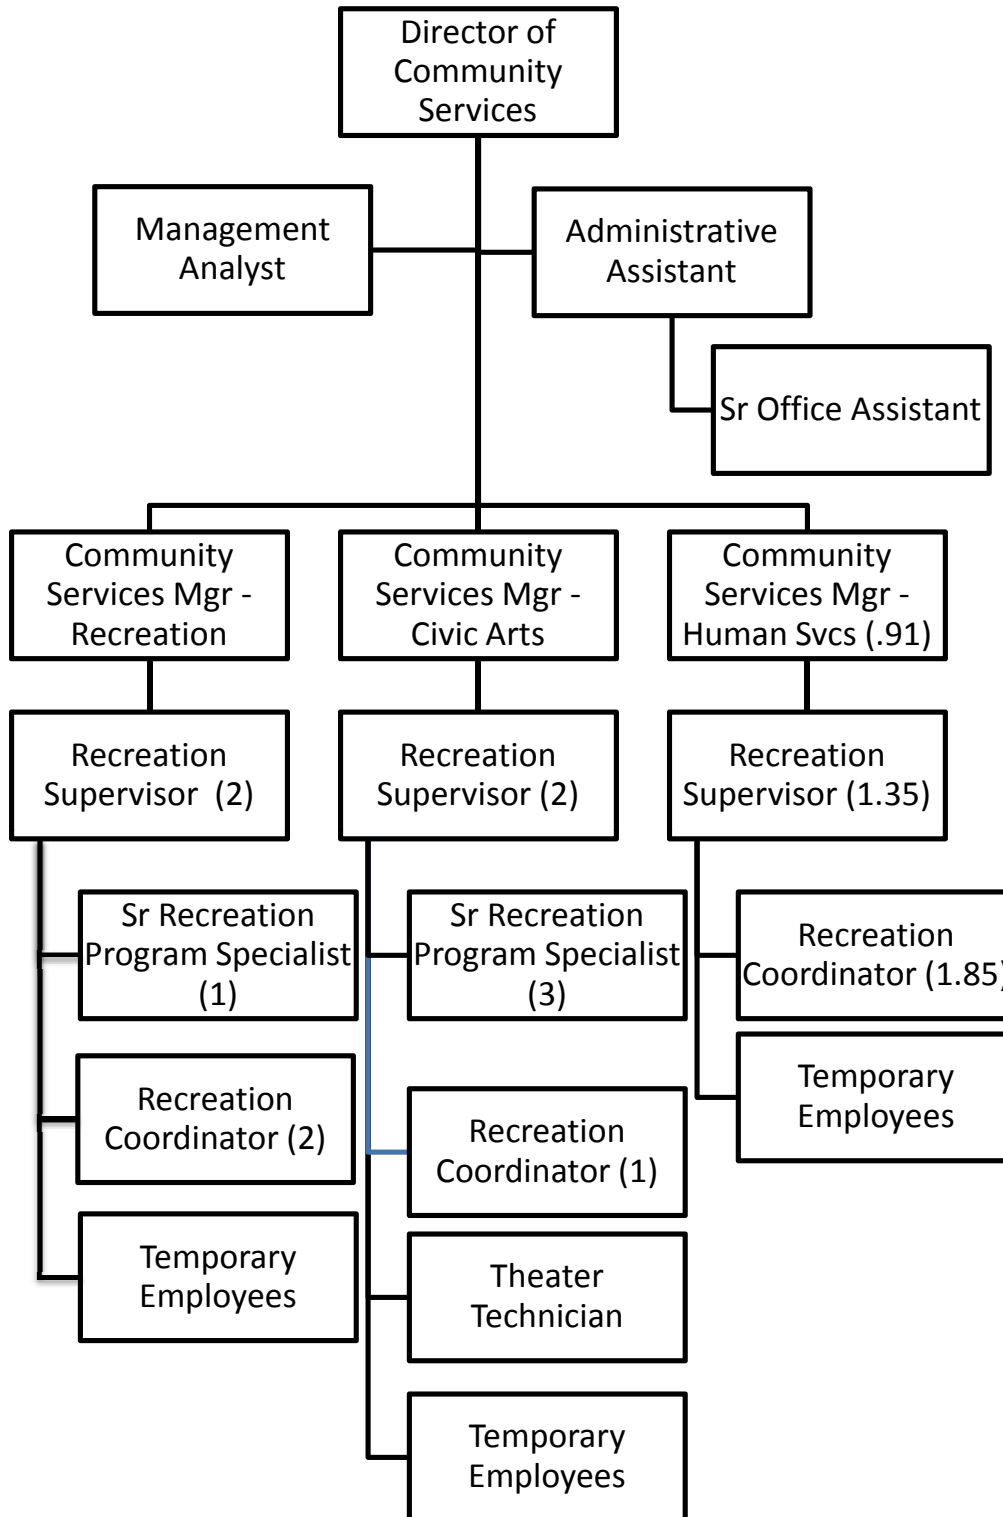 Director of
Community
Services
Management
Analyst
Administrative
Assistant
Sr Office Assistant
Community
Services Mgr -
Recreation
Community
Services Mgr -
Civic Arts
Community
Services Mgr -
Human Svcs (.91)
Recreation
Supervisor  (2)
Recreation
Supervisor (2)
Recreation
Supervisor (1.35)
Sr Recreation
Program Specialist
(1)
Recreation
Coordinator (2)
Temporary
Employees
Sr Recreation
Program Specialist
(3)
Recreation
Coordinator (1)
Theater
Technician
Temporary
Employees
Recreation
Coordinator (1.85)
Temporary
Employees